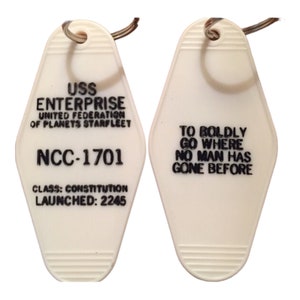 USS
ENTERPRISE
UNITED FEDERATION
OF PLANETS STARFLEET
NCC-1701
CLASS: CONSTITUTION
LAUNCHED: 2245
TO BOLDLY
GO WHERE
NO MAN HAS
GONE BEFORE